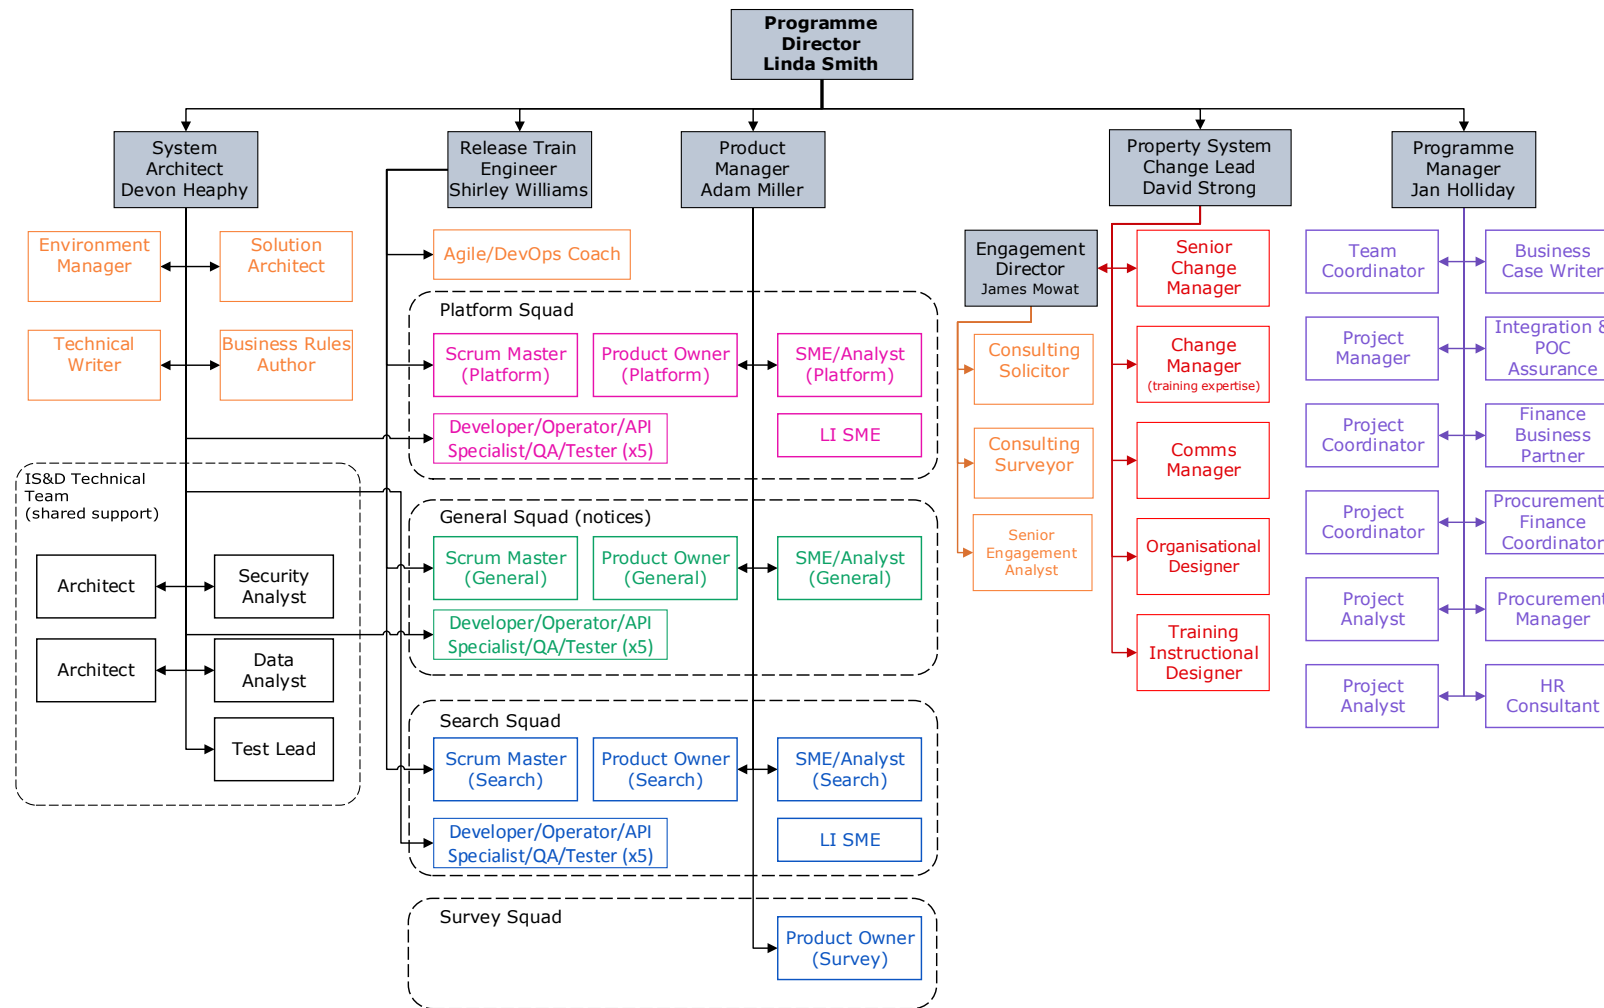 Programme
Director
Linda Smith
System
Architect
Devon Heaphy
Release Train
Engineer
Shirley Williams
Product
Manager
Adam Miller
Property System
Change Lead
David Strong
Programme
Manager
Jan Holliday
Environment
Manager
Solution
Architect
Technical
Writer
Business Rules
Author
IS&D Technical
Team
(shared support)
Architect
Security
Analyst
Architect
Data
Analyst
Test Lead
Agile/DevOps Coach
Platform Squad
Scrum Master
(Platform)
Product Owner
(Platform)
SME/Analyst
(Platform)
Developer/Operator/API
Specialist/QA/Tester (x5)
LI SME
General Squad (notices)
Scrum Master
(General)
Product Owner
(General)
SME/Analyst
(General)
Developer/Operator/API
Specialist/QA/Tester (x5)
Search Squad
Scrum Master
(Search)
Product Owner
(Search)
SME/Analyst
(Search)
Developer/Operator/API
Specialist/QA/Tester (x5)
LI SME
Survey Squad
Product Owner
(Survey)
Engagement
Director
James Mowat
Consulting
Solicitor
Consulting
Surveyor
Senior
Engagement
Analyst
Senior
Change
Manager
Change
Manager
(training expertise)
Comms
Manager
Organisational
Designer
Training
Instructional
Designer
Team
Coordinator
Business
Case Writer
Project
Manager
Integration &
POC
Assurance
Project
Coordinator
Finance
Business
Partner
Project
Coordinator
Finance
Coordinator
Project
Analyst
Procurement
Manager
Project
Analyst
HR
Consultant